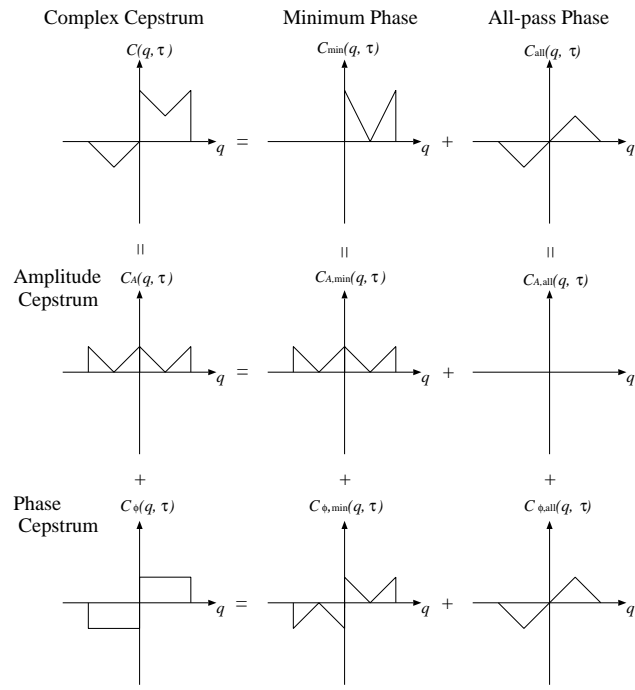 Complex Cepstrum Minimum Phase All-pass Phase
C(q, τ) Cmin(q, τ) Call(q, τ)
q = q + q
= = =
Amplitude
Cepstrum
CA(q, τ) CA,min(q, τ) CA,all(q, τ)
q = q + q
+ + +
Phase
Cepstrum
Cϕ(q, τ) Cϕ,min(q, τ) Cϕ,all(q, τ)
q = q + q